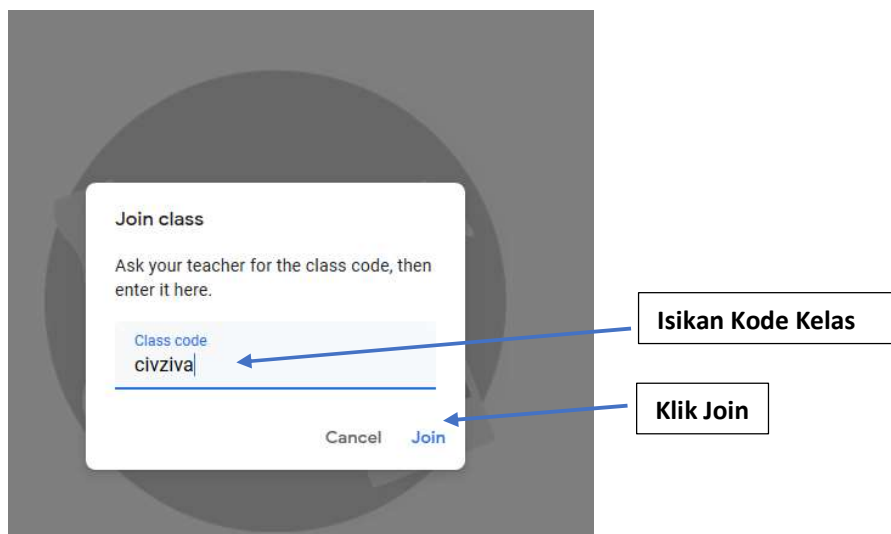 Join class
Ask your teacher for the class code, then
enter it here.
Class code
civziva
Cancel Join
Isikan Kode Kelas
Klik Join